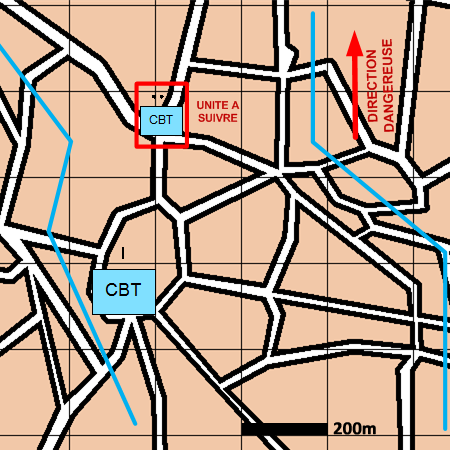 DIRECTION
DANGEREUSE
CBT
UNITE A
SUIVRE
I
CBT
200m